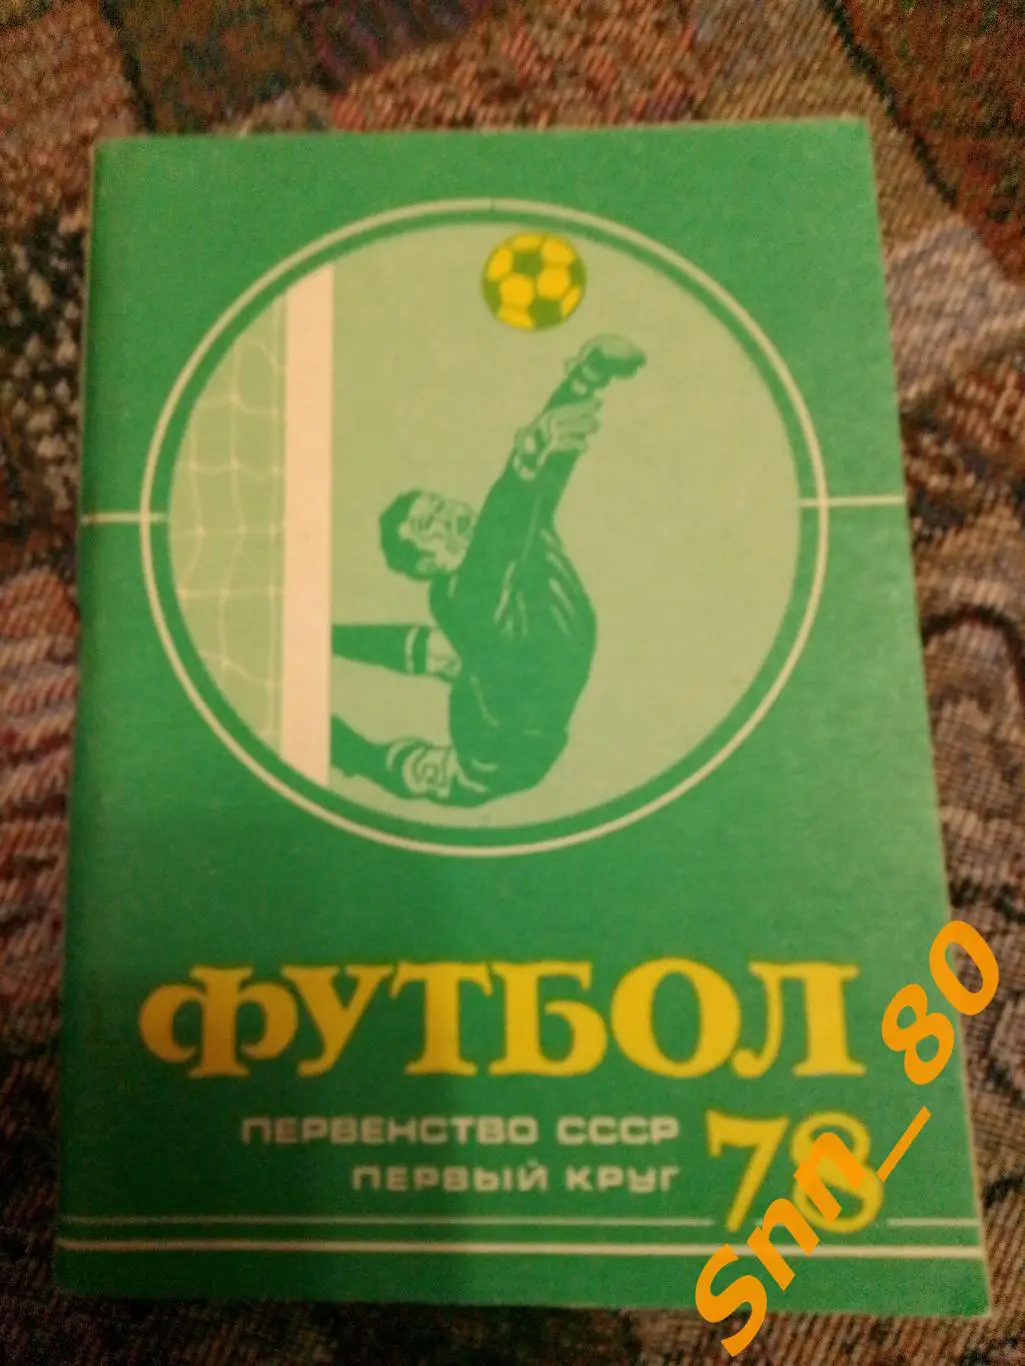 ФУТБОЛ
ПЕРВЕНСТВО СССР
ПЕРВЫЙ КРУГ
78
Snn_80